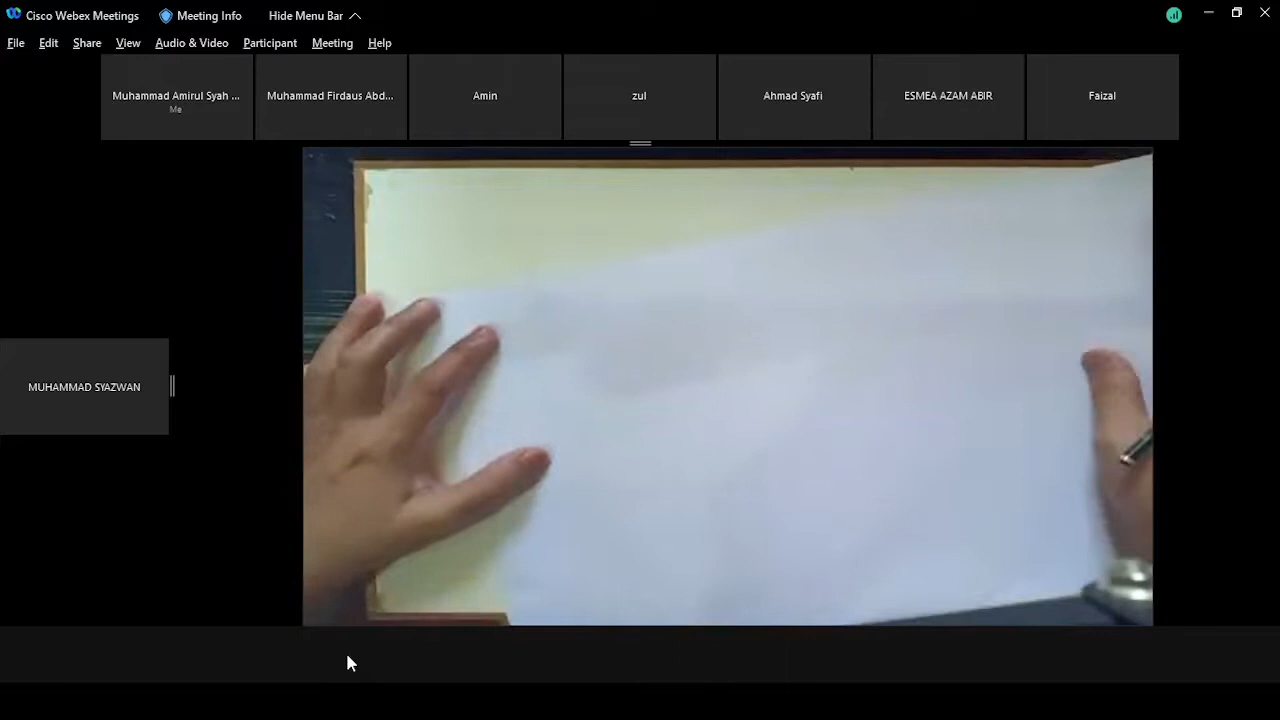 Cisco Webex Meetings Meeting Info Hide Menu Bar
File Edit Share View Audio & Video Participant Meeting Help
Muhammad Amirul Syah ...
Me
Muhammad Firdaus Abd...
Amin
zul
Ahmad Syafi
ESMEA AZAM ABIR
Faizal
MUHAMMAD SYAZWAN